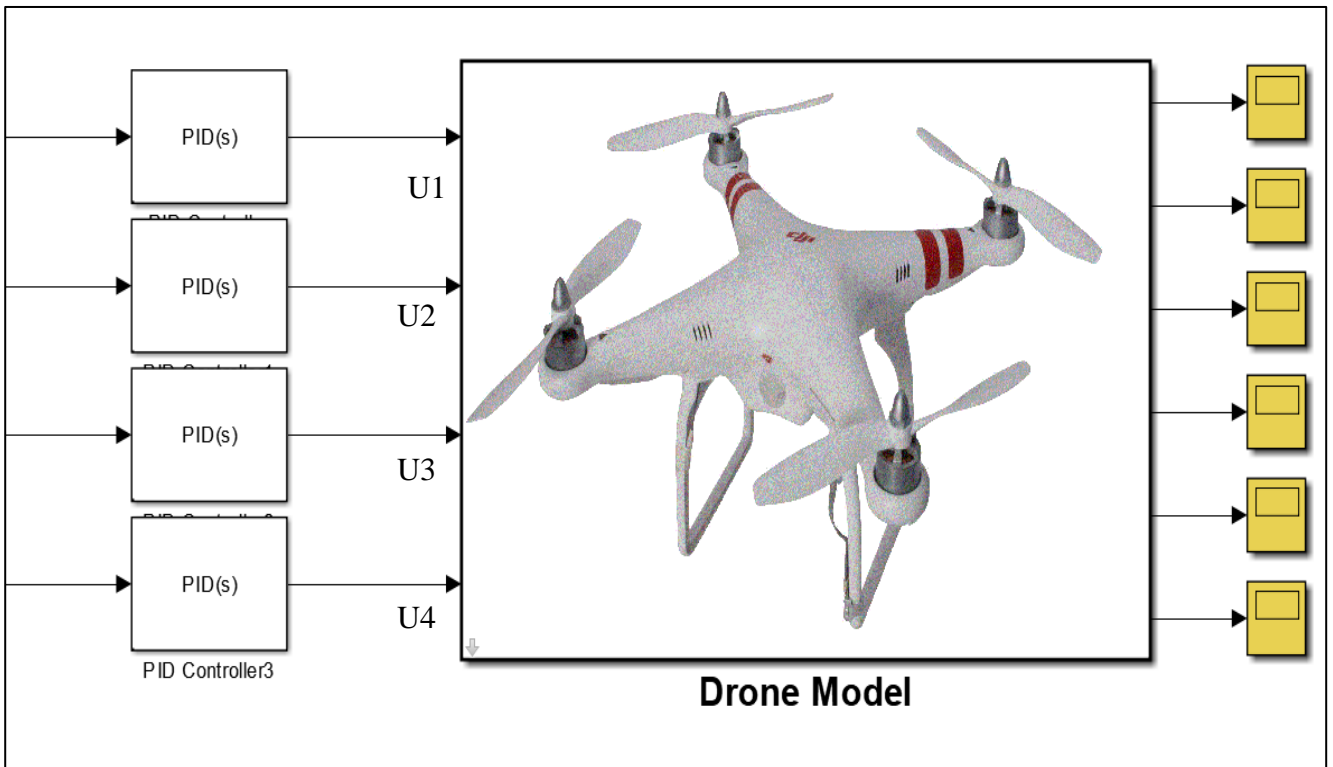 PID(s)
U1
PID(s)
U2
PID(s)
U3
PID(s)
U4
PID Controller3
Drone Model